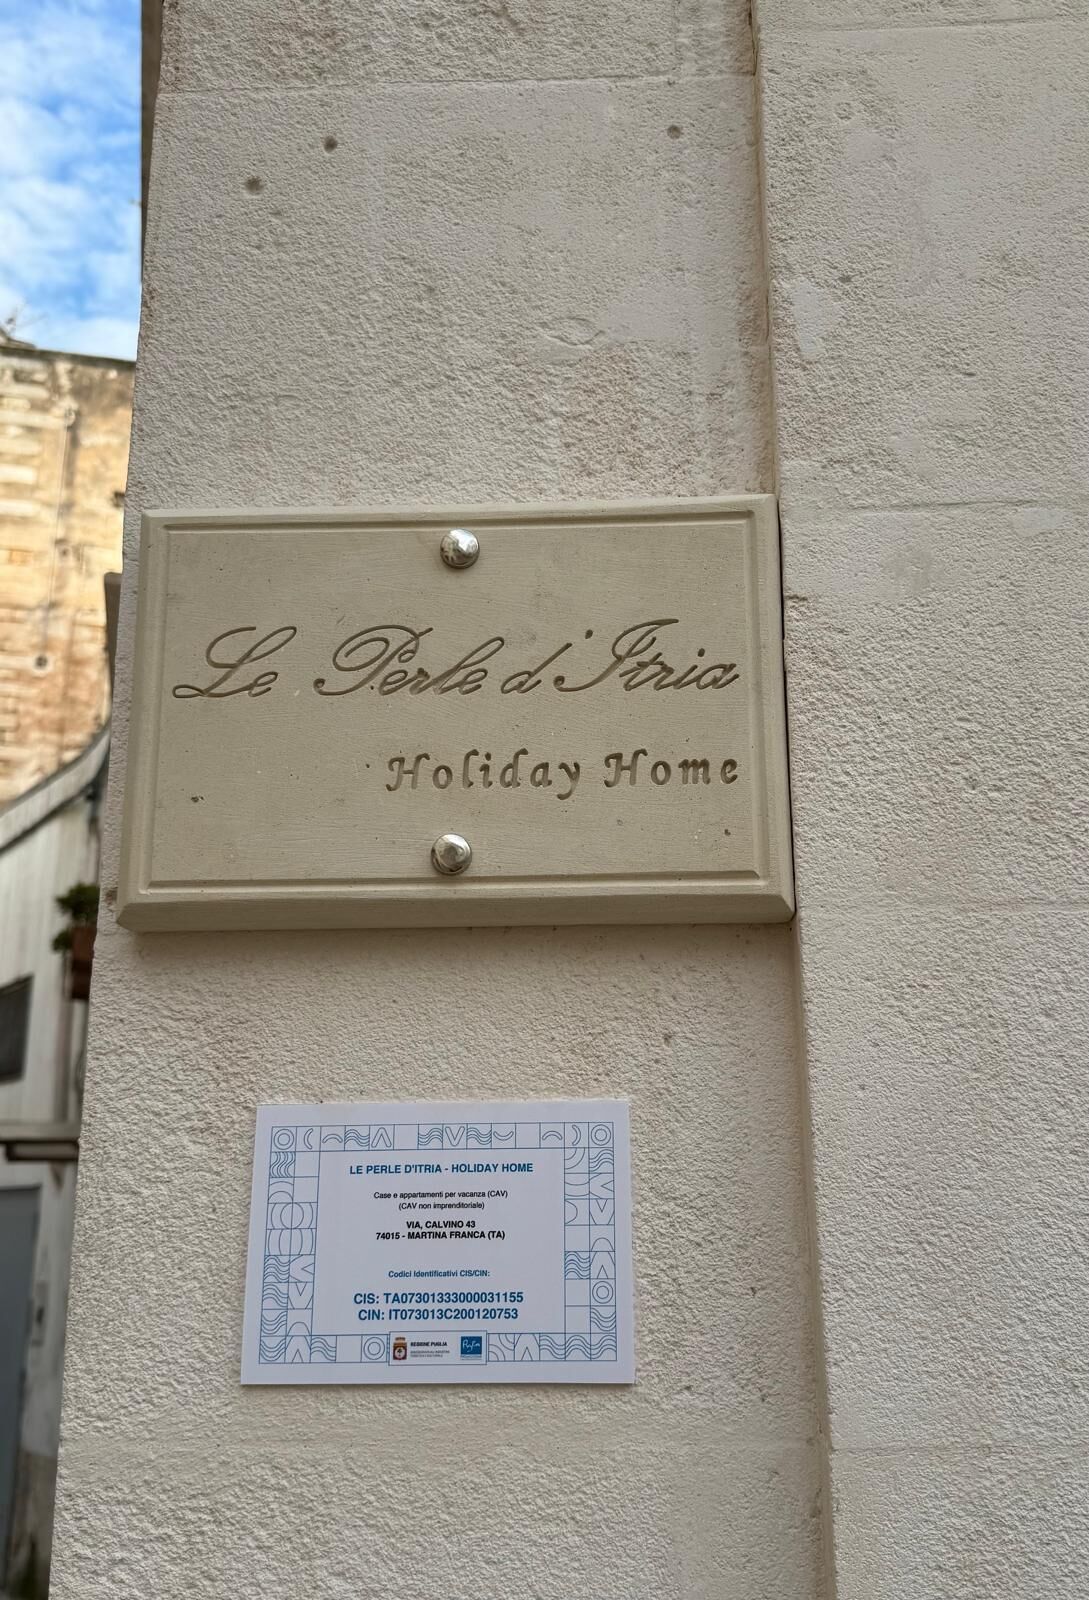 Le Perle d'Itria
Holiday Home
LE PERLE D'ITRIA - HOLIDAY HOME
Case e appartamenti per vacanza (CAV)
(CAV non imprenditoriale)
VIA, CALVINO 43
74015 - MARTINA FRANCA (TA)
Codici Identificativi CIS/CIN:
CIS: TA07301333000031155
CIN: IT073013C200120753
REGIONE PUGLIA